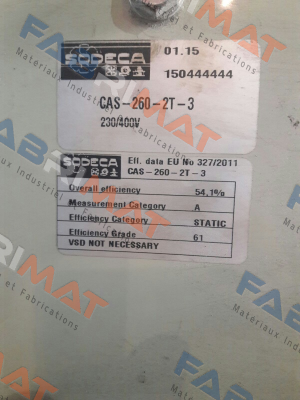 SODECA
01.15
150444444
CAS-260-2T-3
230/400V
SODECA
Eff. data EU No 327/2011
CAS-260-2T-3
Overall efficiency 54,1%
Measurement Category A
Efficiency Category STATIC
Efficiency Grade 61
VSD NOT NECESSARY
FABRIMAT
Matériaux Industriels et Fabrications